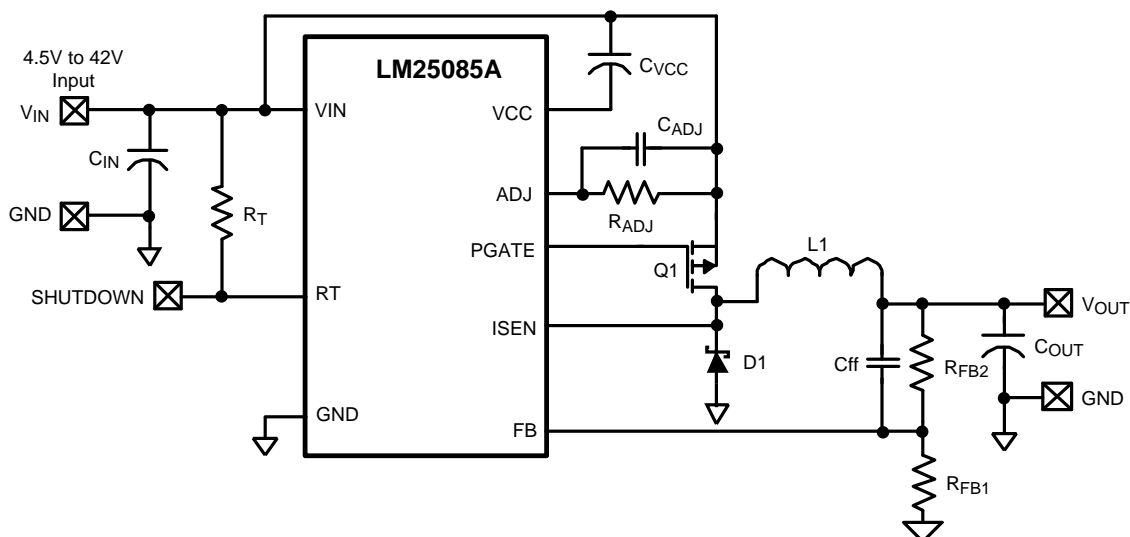 4.5V to 42V
Input
VIN
CIN
GND
RT
SHUTDOWN
LM25085A
VIN
RT
GND
VCC
ADJ
PGATE
ISEN
FB
CVCC
CADJ
RADJ
Q1
L1
D1
Cff
RFB2
RFB1
VOUT
COUT
GND